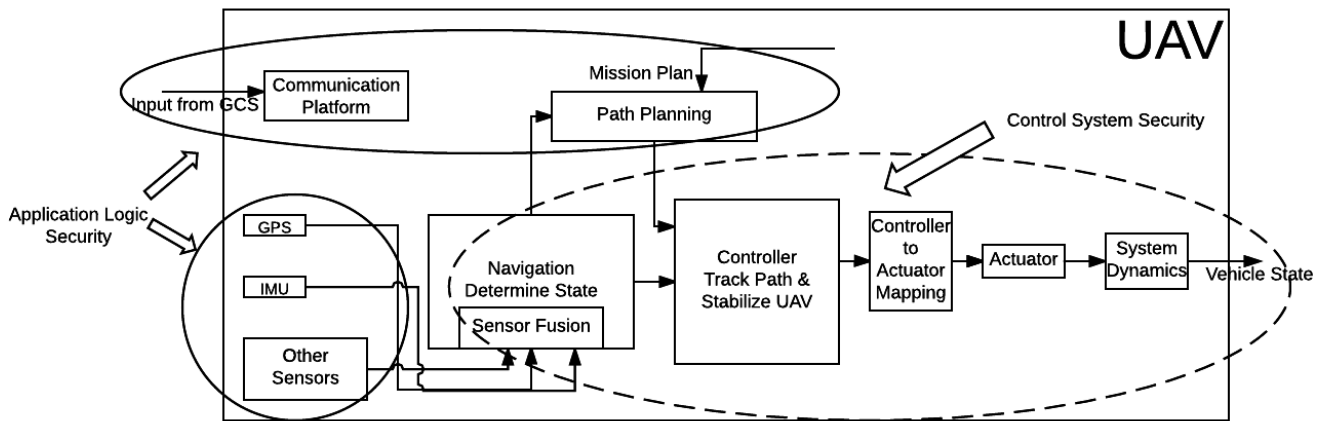 UAV
Mission Plan
Communication
Platform
Input from GCS
Path Planning
Control System Security
Application Logic
Security
GPS
IMU
Other
Sensors
Navigation
Determine State
Sensor Fusion
Controller
Track Path &
Stabilize UAV
Controller
to
Actuator
Mapping
Actuator
System
Dynamics
Vehicle State